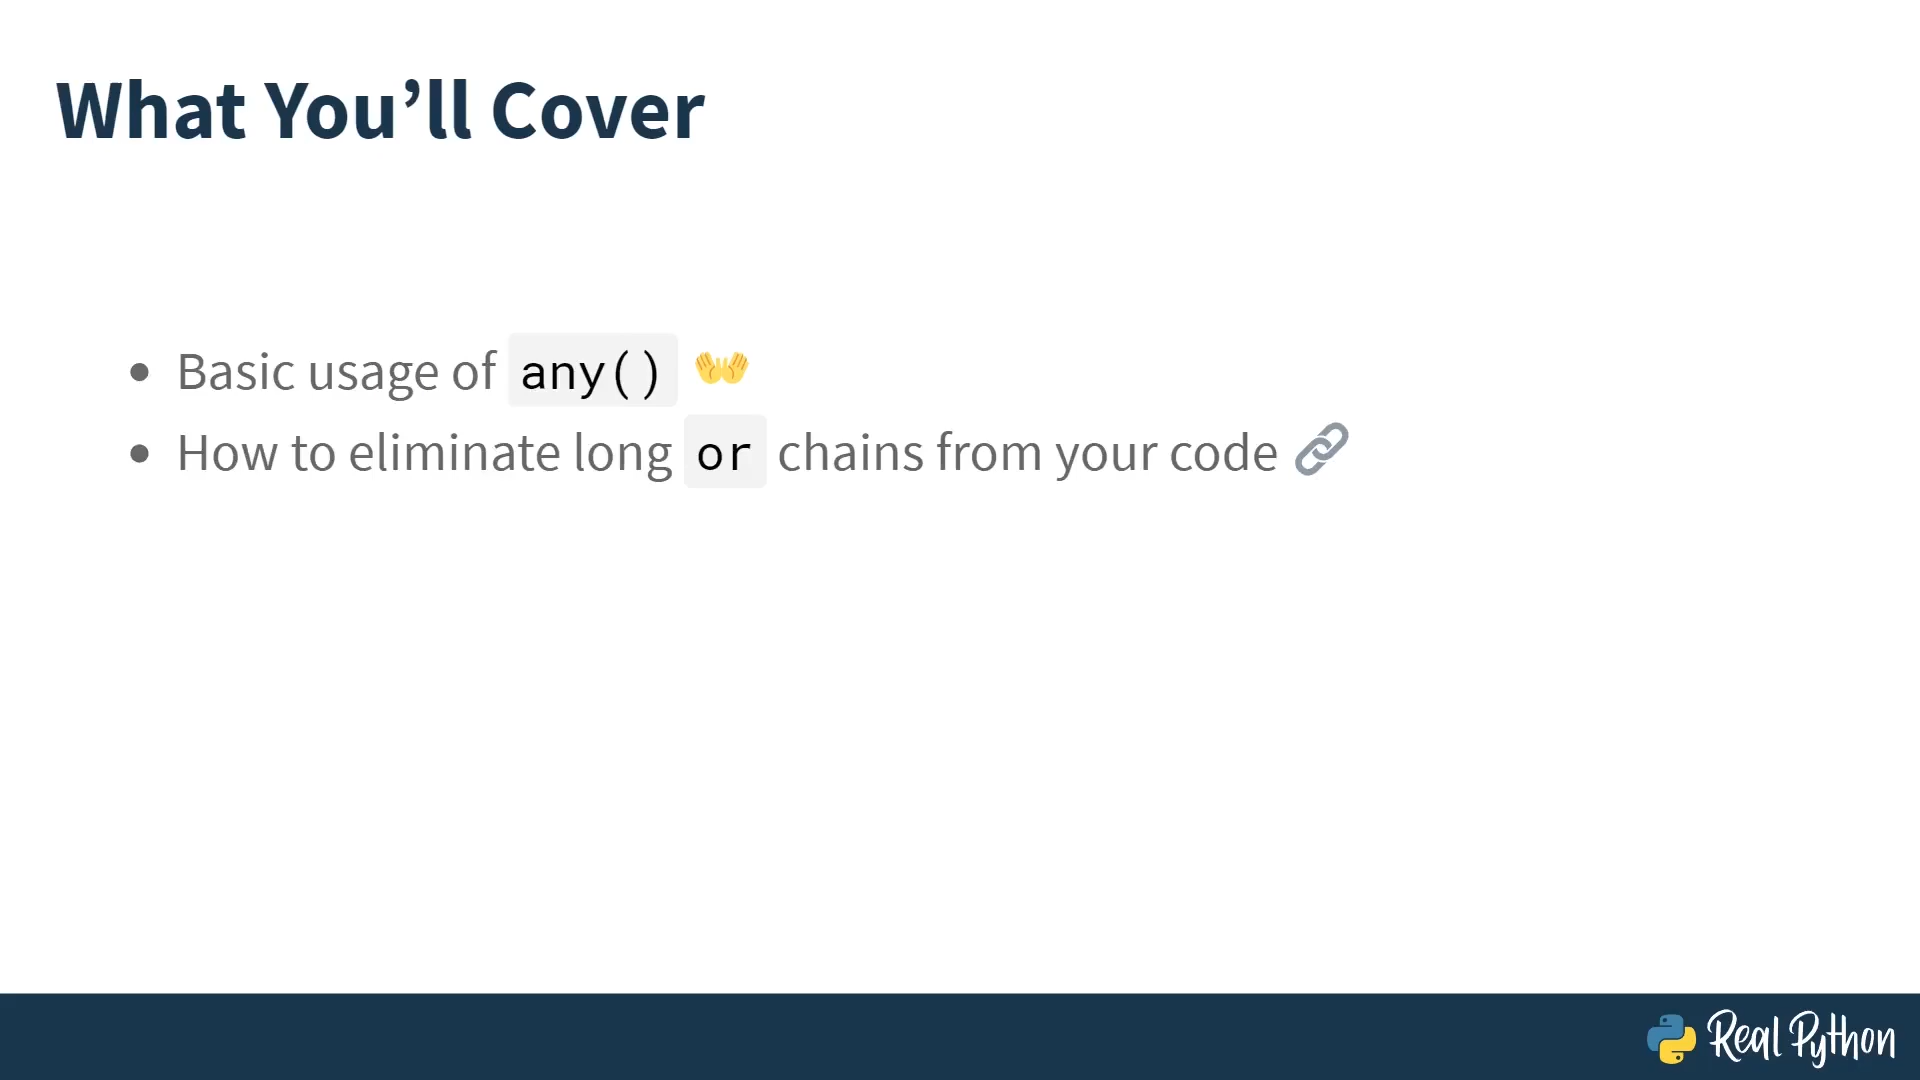 What You’ll Cover
• Basic usage of any() 👐
• How to eliminate long or chains from your code 🔗
Real Python